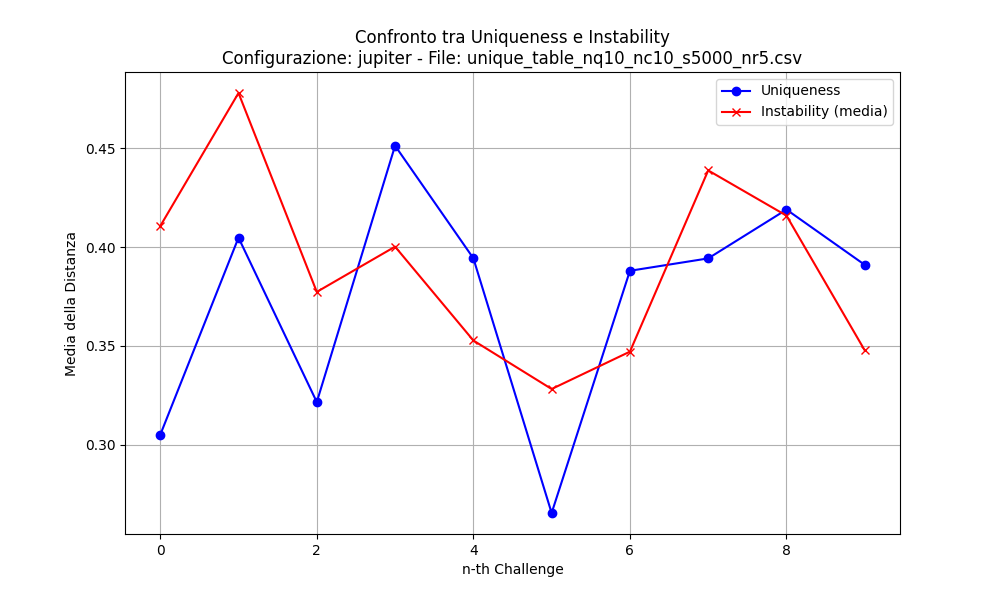 Confronto tra Uniqueness e Instability
Configurazione: jupiter - File: unique_table_nq10_nc10_s5000_nr5.csv
Uniqueness
Instability (media)
Media della Distanza
0.45
0.40
0.35
0.30
0 2 4 6 8
n-th Challenge